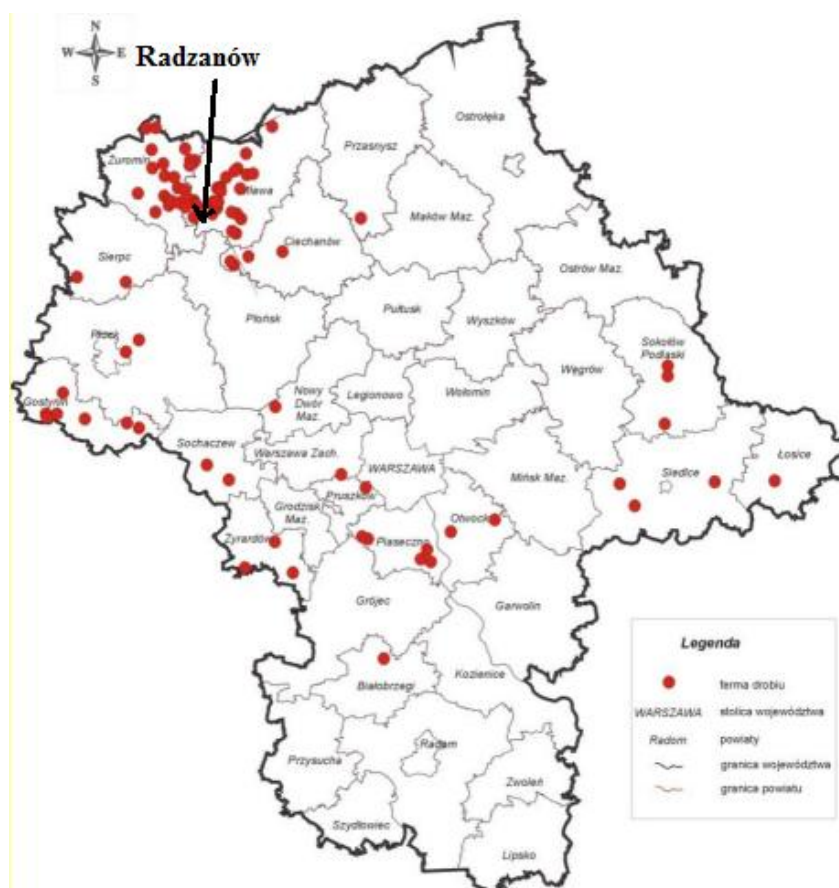 N
W E
S
Radzanów
Ostrołęka
Przasnysz
Żuromin
Mława
Maków Maz.
Ciechanów
Sierpc
Ostrów Maz.
Pułtusk
Wyszków
Płońsk
Sokołów
Podlaski
Płock
Węgrów
Nowy
Dwór
Maz.
Legionowo
Wołomin
Gostynin
Sochaczew
Warszawa Zach.
WARSZAWA
Siedlce
Łosice
Mińsk Maz.
Pruszków
Grodzisk
Maz.
Otwock
Żyrardów
Piaseczno
Grójec
Garwolin
Kozienice
Białobrzegi
Radom
Przysucha
Zwoleń
Szydłowiec
Lipsko
Legenda
ferma drobiu
WARSZAWA stolica województwa
Radom powiaty
granica województwa
granica powiatu